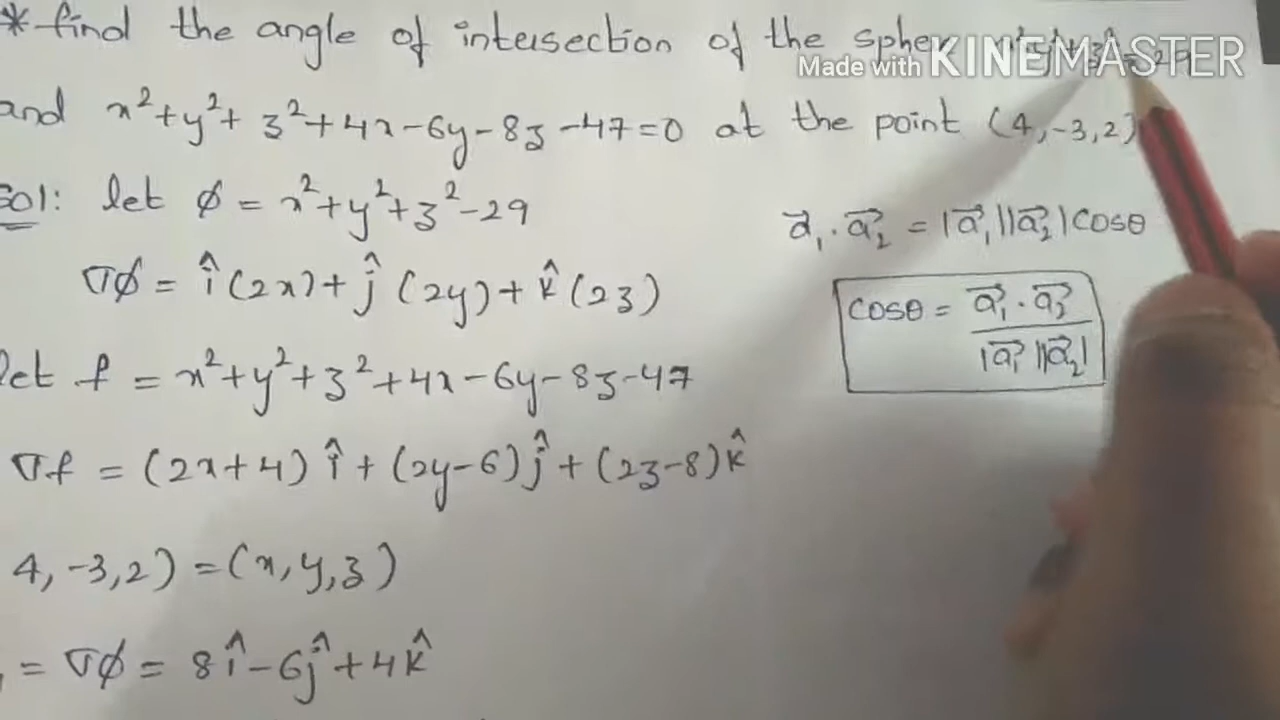 *find the angle of intersection of the spher
Made with KINEMASTER
and x²+y²+z²+4x-6y-8z-47=0 at the point (4,-3,2)
Sol: let ϕ = x²+y²+z²-29
a⃗₁·a⃗₂ = |a⃗₁||a⃗₂|cosθ
∇ϕ = î(2x)+ĵ(2y)+k̂(2z)
cosθ = a⃗₁·a⃗₂
|a⃗₁||a⃗₂|
let f = x²+y²+z²+4x-6y-8z-47
∇f = (2x+4)î+(2y-6)ĵ+(2z-8)k̂
4,-3,2)=(x,y,z)
= ∇ϕ = 8î-6ĵ+4k̂